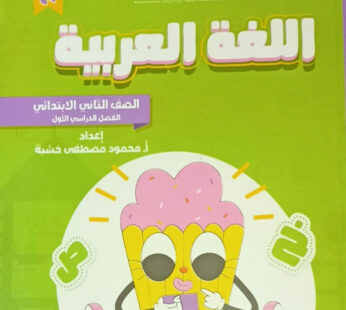 اللغة العربية
الصف الثاني الابتدائي
الفصل الدراسي الأول
إعداد
أ. محمود مصطفى خشبة
ص
خ